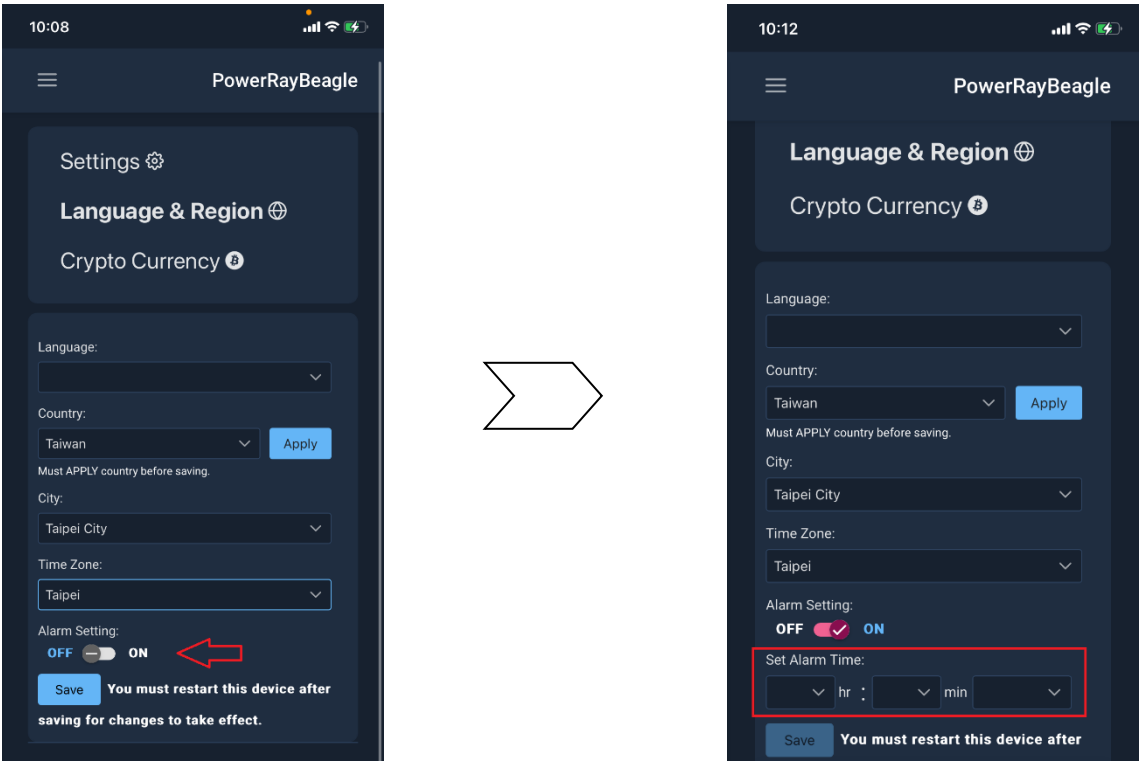 10:08
PowerRayBeagle
Settings
Language & Region
Crypto Currency
Language:
Country:
Taiwan
Apply
Must APPLY country before saving.
City:
Taipei City
Time Zone:
Taipei
Alarm Setting:
OFF ON
Save You must restart this device after
saving for changes to take effect.
10:12
PowerRayBeagle
Language & Region
Crypto Currency
Language:
Country:
Taiwan
Apply
Must APPLY country before saving.
City:
Taipei City
Time Zone:
Taipei
Alarm Setting:
OFF ON
Set Alarm Time:
hr : min
Save You must restart this device after